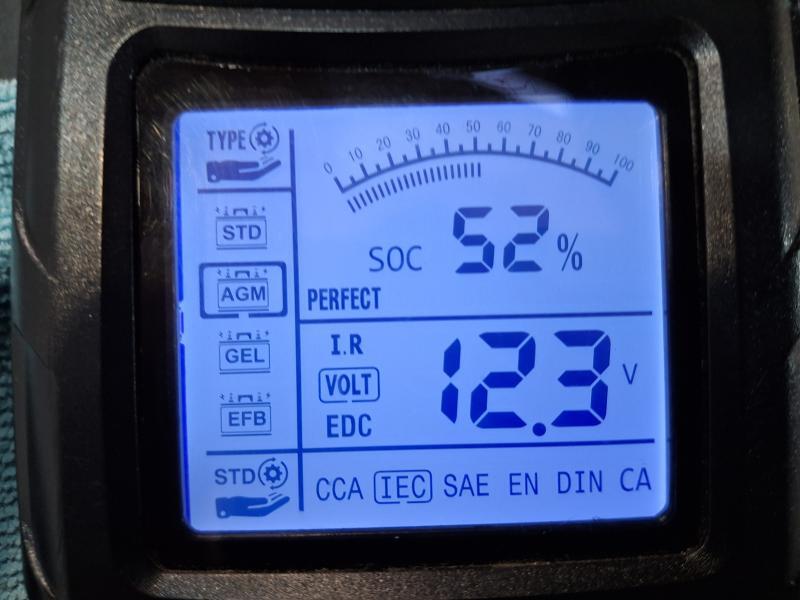 TYPE
0 10 20 30 40 50 60 70 80 90 100
STD
SOC 52%
AGM
PERFECT
I.R
GEL
VOLT 12.3 V
EFB
EDC
STD
CCA IEC SAE EN DIN CA